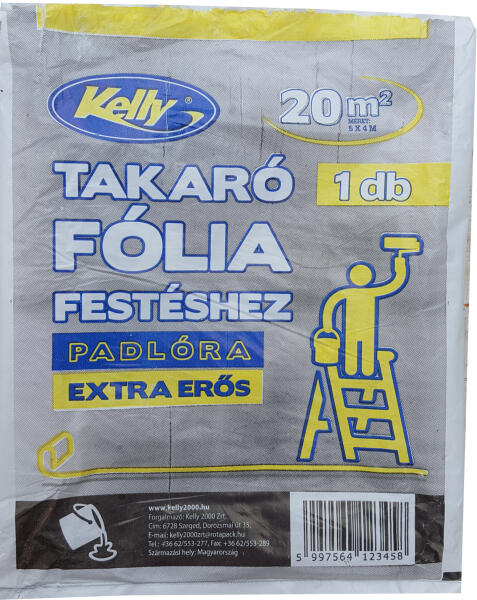 Kelly®
20 m²
MÉRET:
5 X 4 M
TAKARÓ
1 db
FÓLIA
FESTÉSHEZ
PADLÓRA
EXTRA ERŐS
www.kelly2000.hu
Forgalmazó: Kelly 2000 Zrt.
Cím: 6728 Szeged, Dorozsmai út 35.
E-mail: kelly2000zrt@rotapack.hu
Tel.: +36 62/553-277, Fax: +36 62/553-289
Származási hely: Magyarország
5 997564 123458